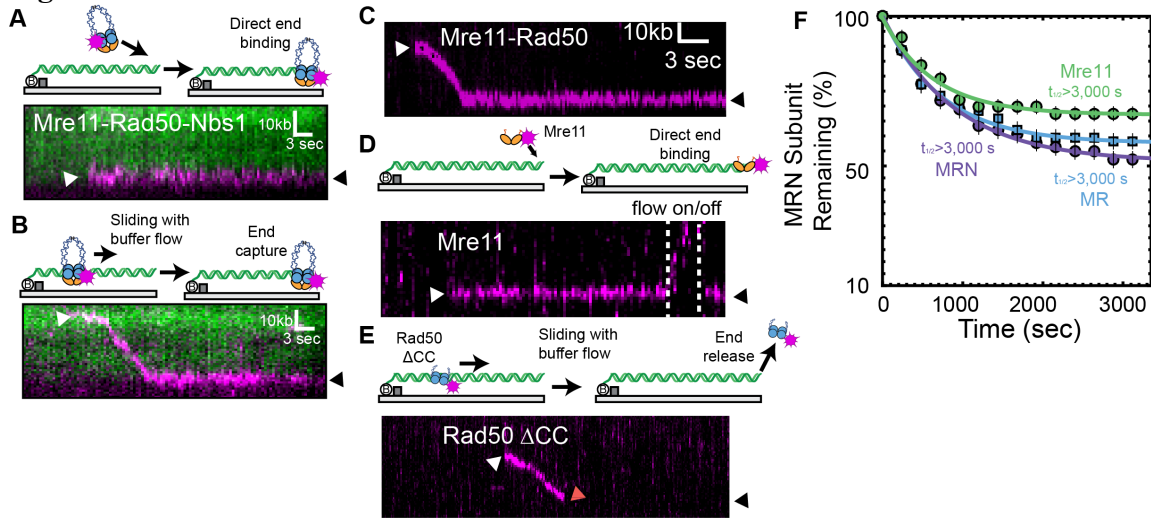 A
Direct end
binding
B
Mre11-Rad50-Nbs1
10kb
3 sec
B
Sliding with
buffer flow
End
capture
B
B
10kb
3 sec
C
Mre11-Rad50
10kb
3 sec
D
Mre11
Direct end
binding
B
B
flow on/off
Mre11
E
Rad50
ΔCC
Sliding with
buffer flow
End
release
B
B
Rad50 ΔCC
F
MRN Subunit
Remaining (%)
100
50
10
Mre11
t1/2>3,000 s
t1/2>3,000 s
MRN
t1/2>3,000 s
MR
0
1000
2000
3000
Time (sec)